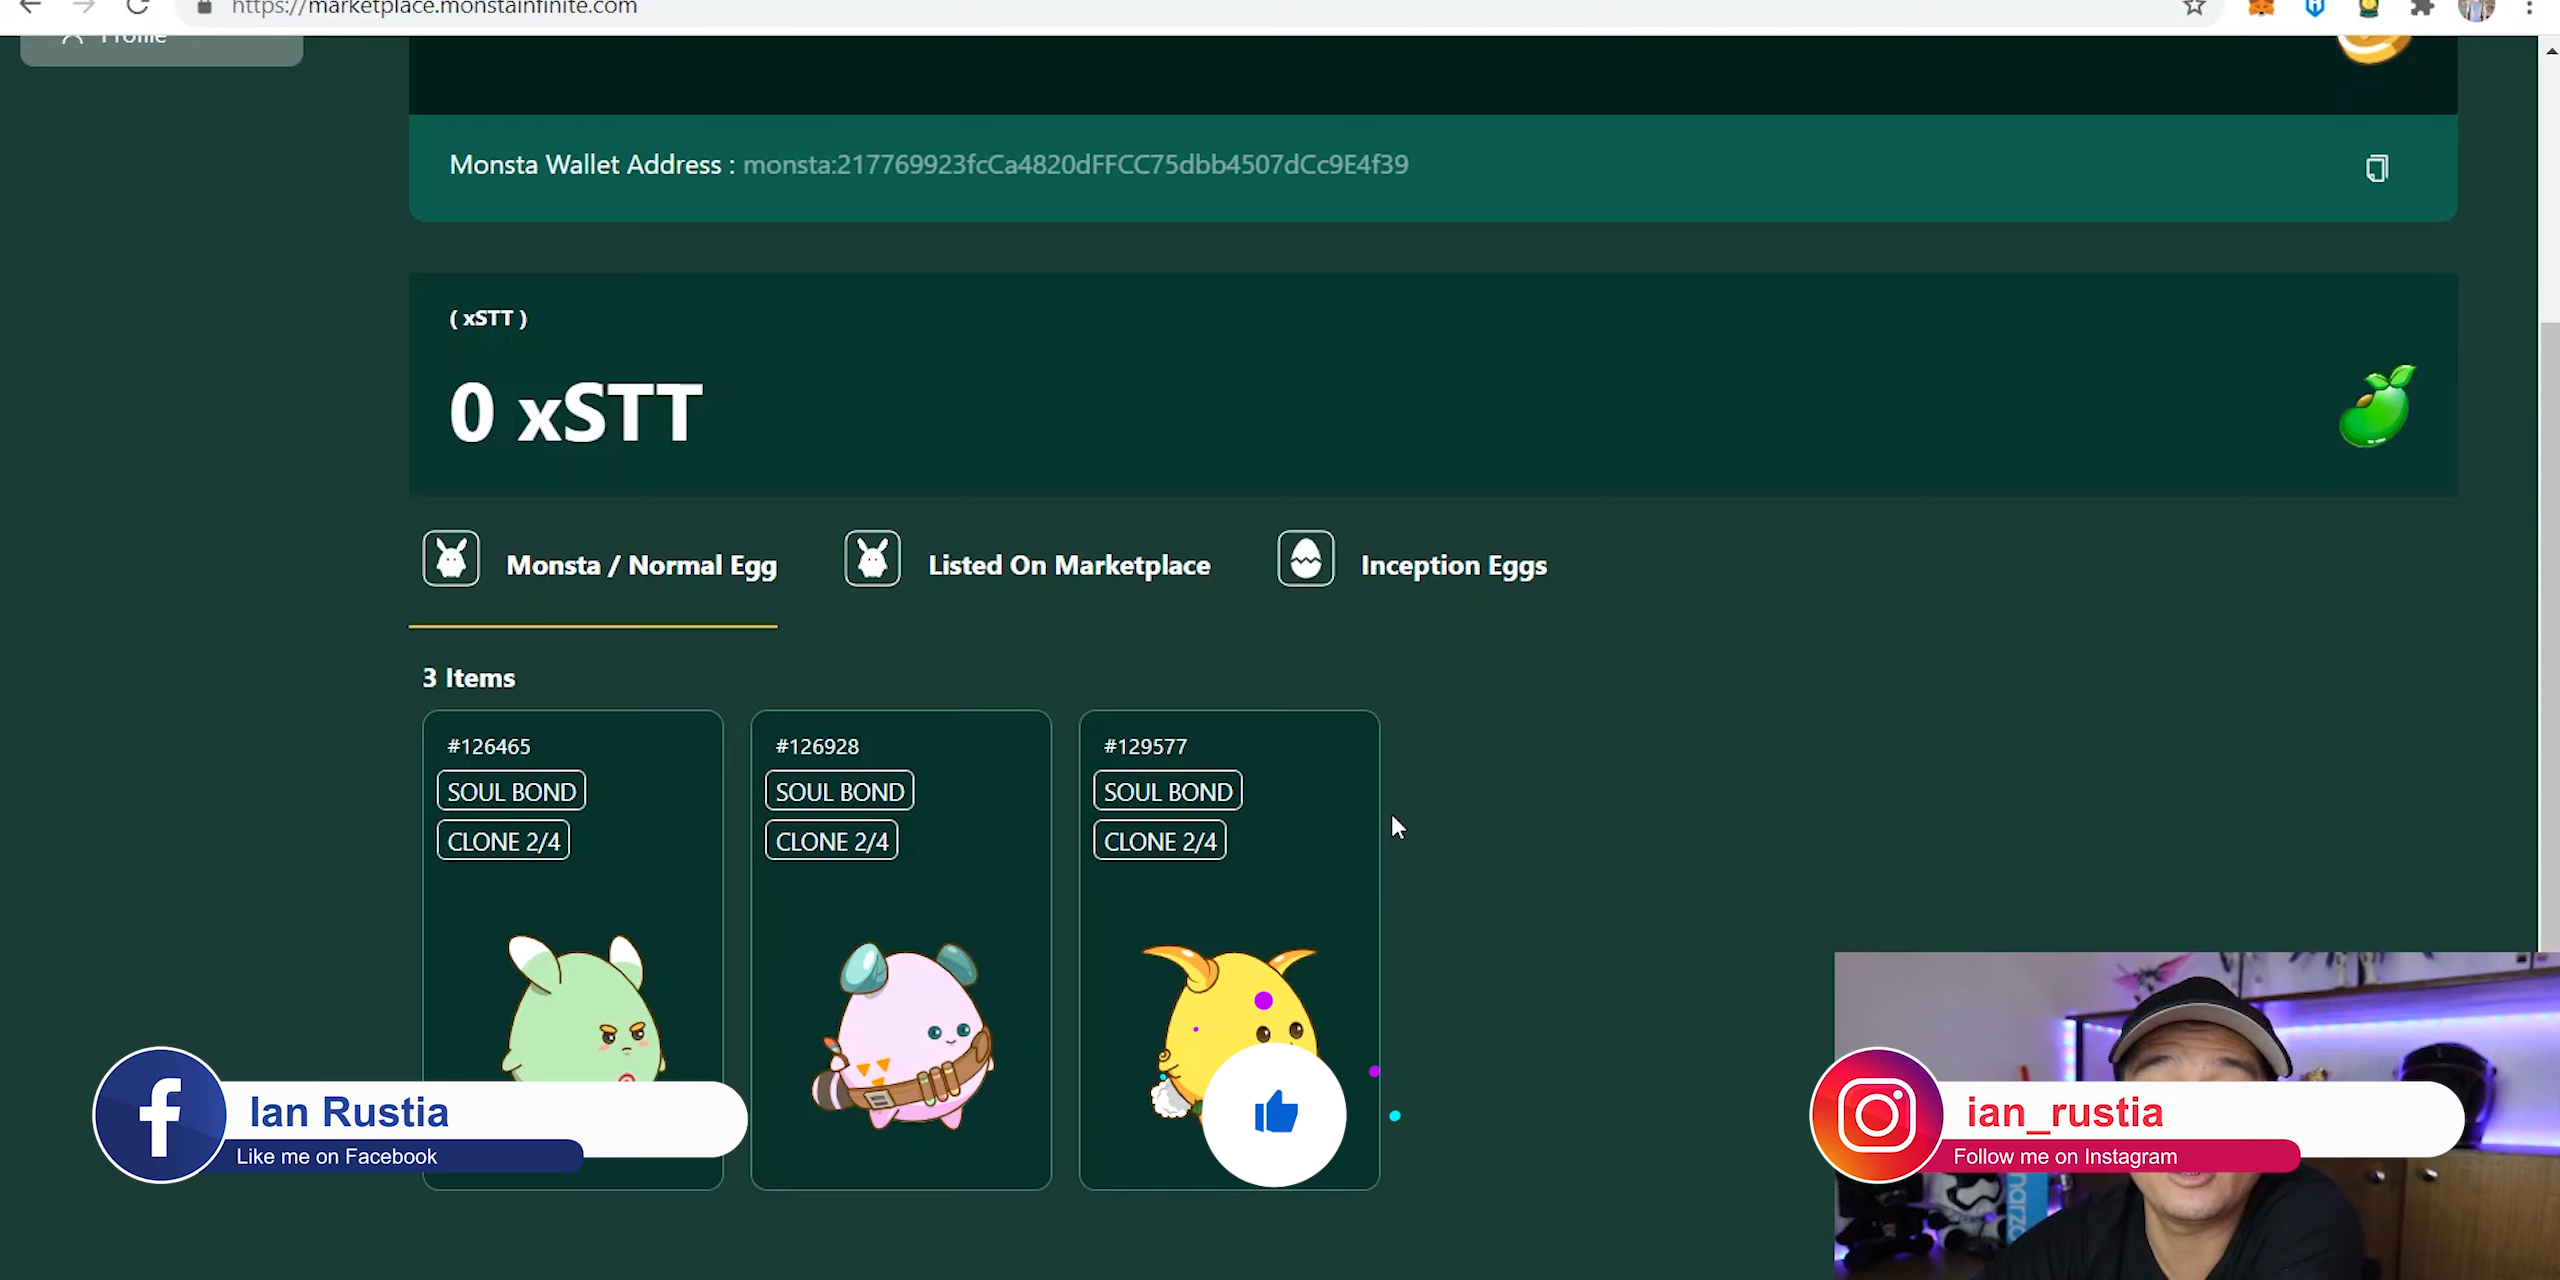 https://marketplace.monstainfinite.com
Profile
Monsta Wallet Address : monsta:217769923fcCa4820dFFCC75dbb4507dCc9E4f39
( xSTT )
0 xSTT
Monsta / Normal Egg
Listed On Marketplace
Inception Eggs
3 Items
#126465
SOUL BOND
CLONE 2/4
#126928
SOUL BOND
CLONE 2/4
#129577
SOUL BOND
CLONE 2/4
Ian Rustia
Like me on Facebook
ian_rustia
Follow me on Instagram